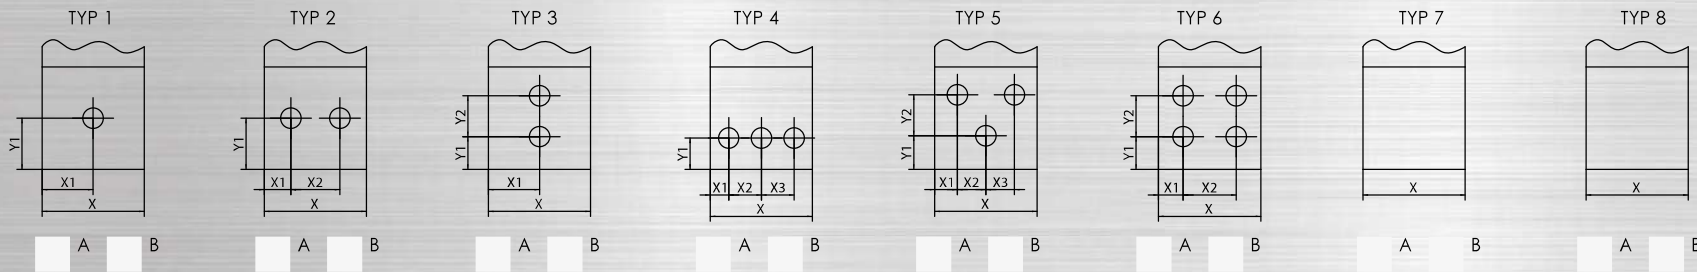 TYP 1 TYP 2 TYP 3 TYP 4 TYP 5 TYP 6 TYP 7 TYP 8
Y1 X1 X
Y1 X1 X2 X
Y2 Y1 X1 X
Y1 X1 X2 X3 X
Y2 Y1 X1 X2 X3 X
Y2 Y1 X1 X2 X
X
X
A B A B A B A B A B A B A B A B